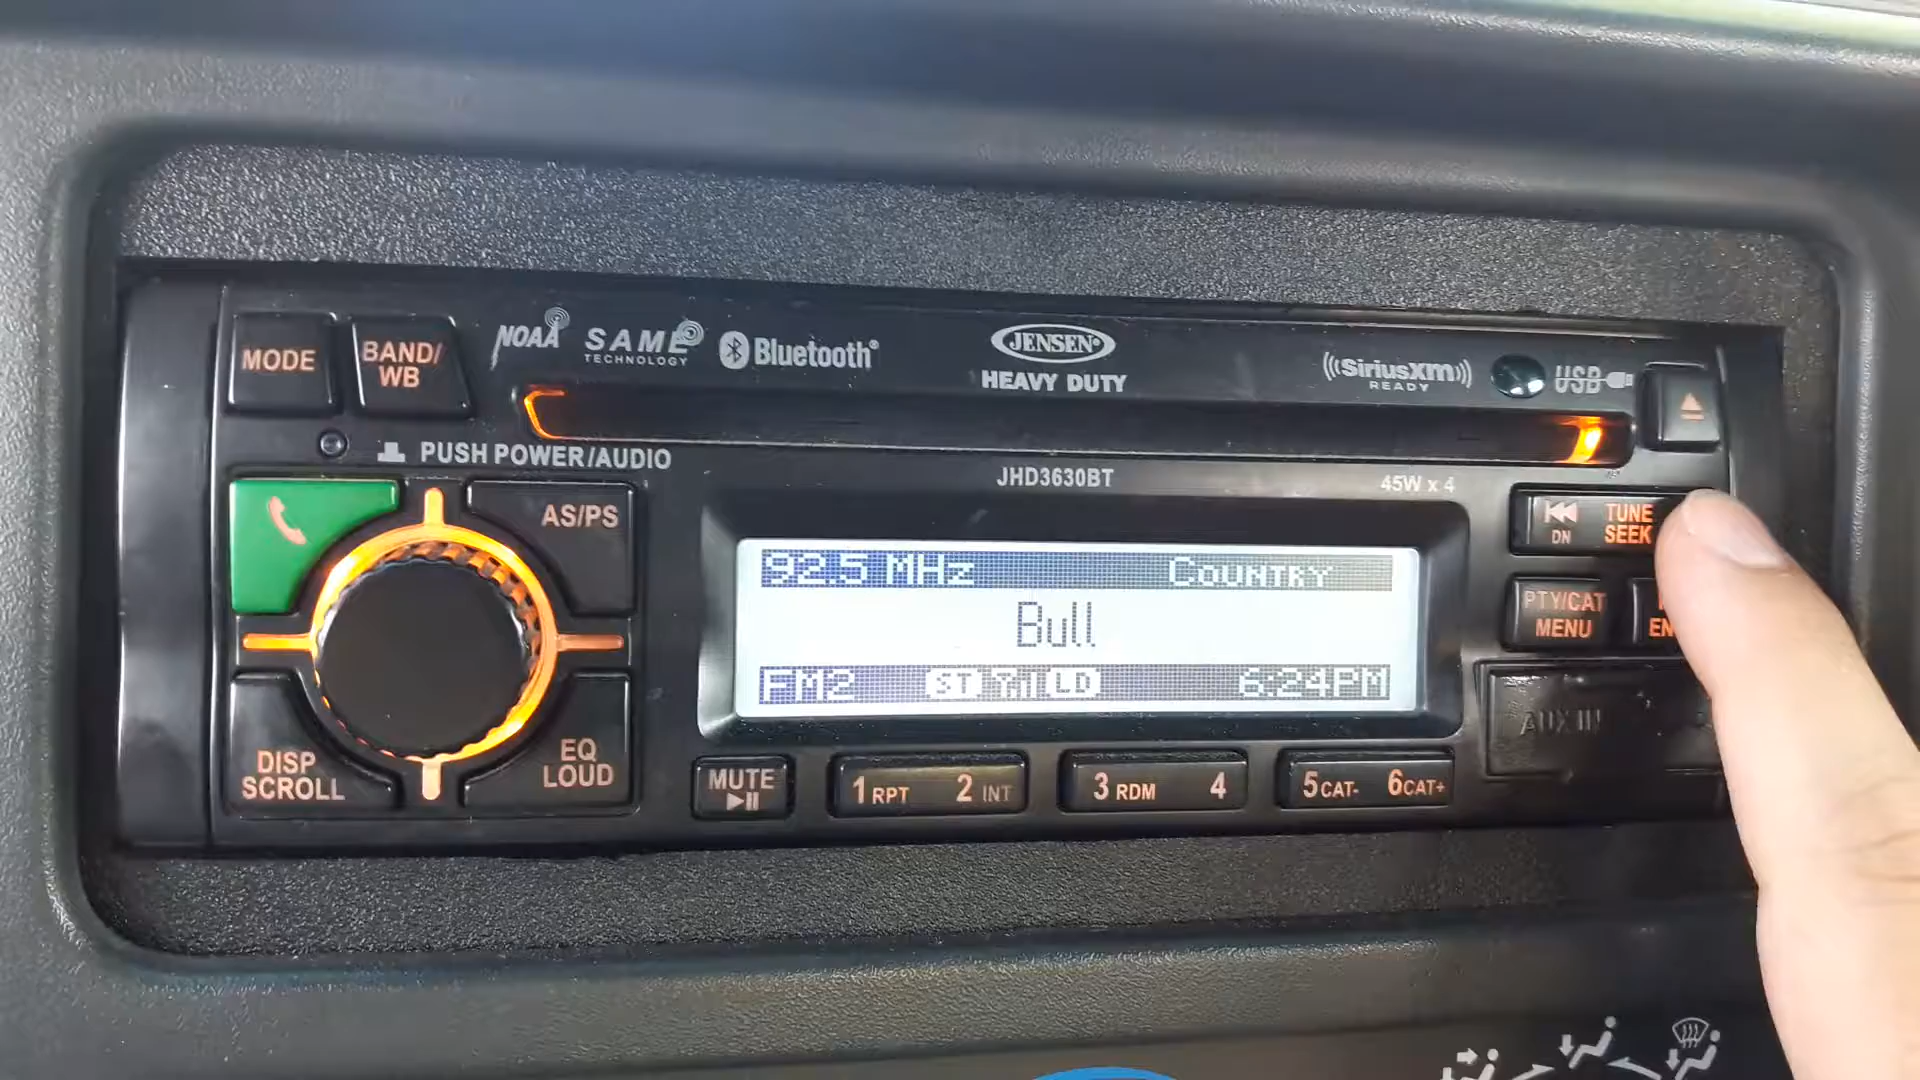 MODE
BAND/
WB
NOAA
SAME
TECHNOLOGY
Bluetooth®
JENSEN®
HEAVY DUTY
SiriusXM
READY
USB
PUSH POWER/AUDIO
JHD3630BT
45W x 4
AS/PS
DN
TUNE
SEEK
92.5 MHz COUNTRY
Bull
FM2 ST LD 6:24PM
PTY/CAT
MENU
AUX IN
DISP
SCROLL
EQ
LOUD
MUTE
1 RPT 2 INT
3 RDM 4
5 CAT- 6 CAT+